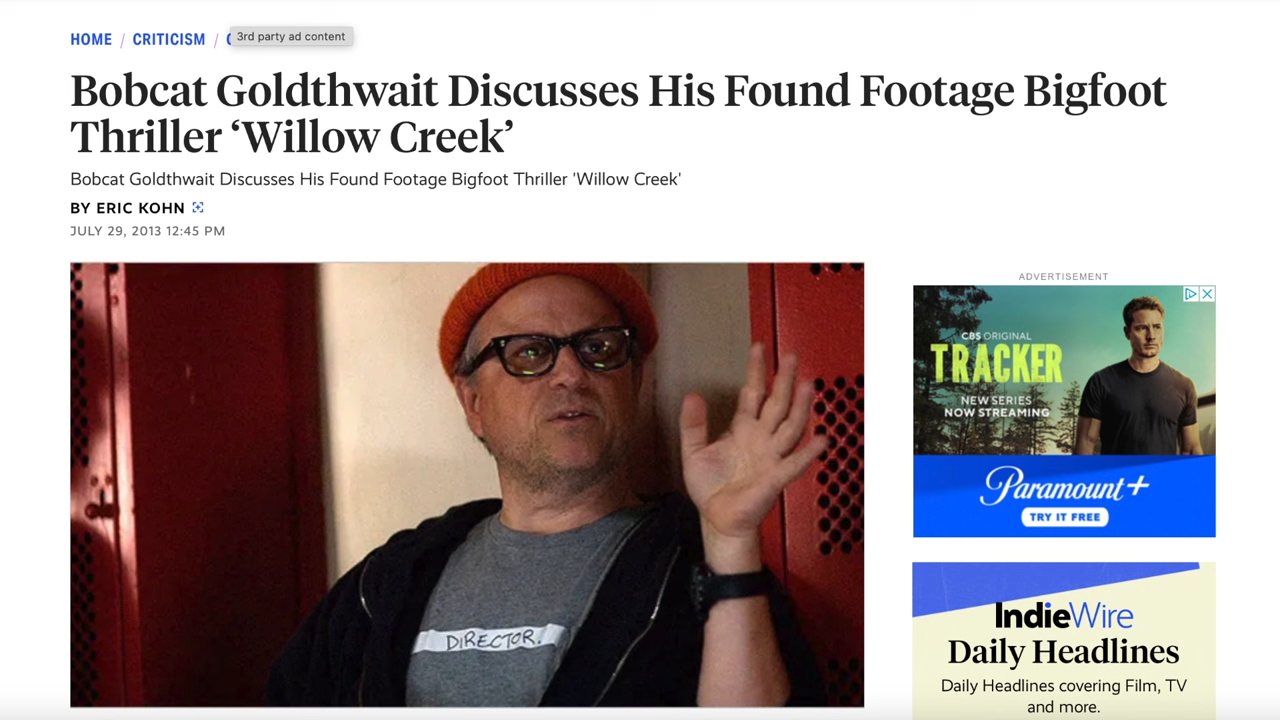 HOME / CRITICISM /
3rd party ad content
Bobcat Goldthwait Discusses His Found Footage Bigfoot
Thriller ‘Willow Creek’
Bobcat Goldthwait Discusses His Found Footage Bigfoot Thriller 'Willow Creek'
BY ERIC KOHN
JULY 29, 2013 12:45 PM
DIRECTOR.
ADVERTISEMENT
CBS ORIGINAL
TRACKER
NEW SERIES
NOW STREAMING
Paramount+
TRY IT FREE
IndieWire
Daily Headlines
Daily Headlines covering Film, TV
and more.